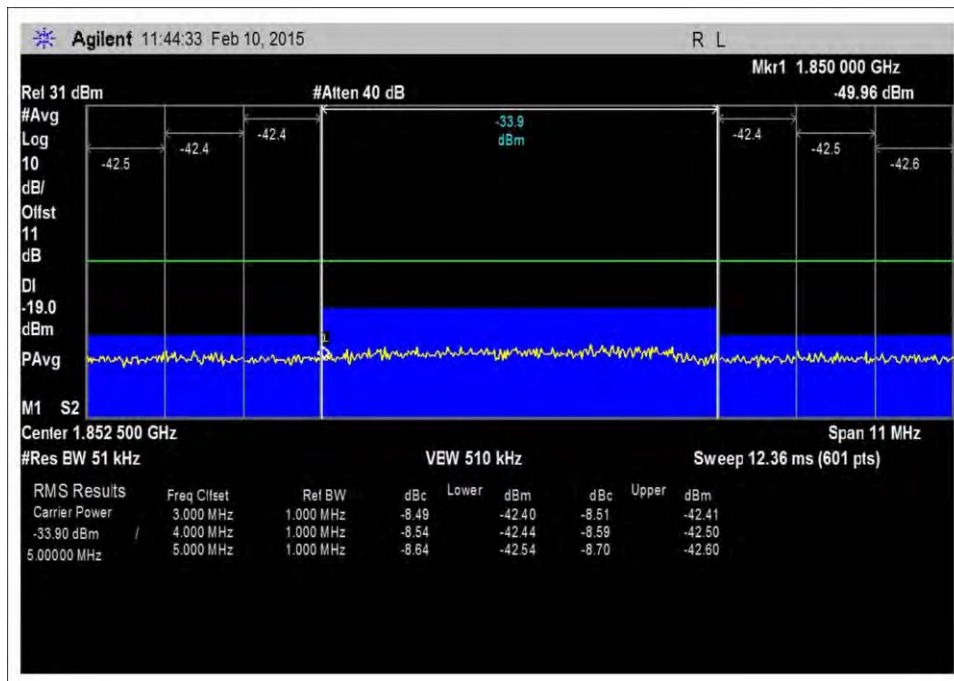 Agilent 11:44:33 Feb 10, 2015 R L
Mkr1 1.850 000 GHz
Ref 31 dBm #Atten 40 dB -49.96 dBm
#Avg
Log
10
dB/
Offst
11
dB
DI
-19.0
dBm
PAvg
M1 S2
-42.5 -42.4 -42.4 -33.9 dBm -42.4 -42.5 -42.6
1
Center 1.852 500 GHz Span 11 MHz
#Res BW 51 kHz VBW 510 kHz Sweep 12.36 ms (601 pts)
RMS Results Freq Offset Ref BW dBc Lower dBm dBc Upper dBm
Carrier Power 3.000 MHz 1.000 MHz -8.49 -42.40 -8.51 -42.41
-33.90 dBm / 4.000 MHz 1.000 MHz -8.54 -42.44 -8.59 -42.50
5.00000 MHz 5.000 MHz 1.000 MHz -8.64 -42.54 -8.70 -42.60